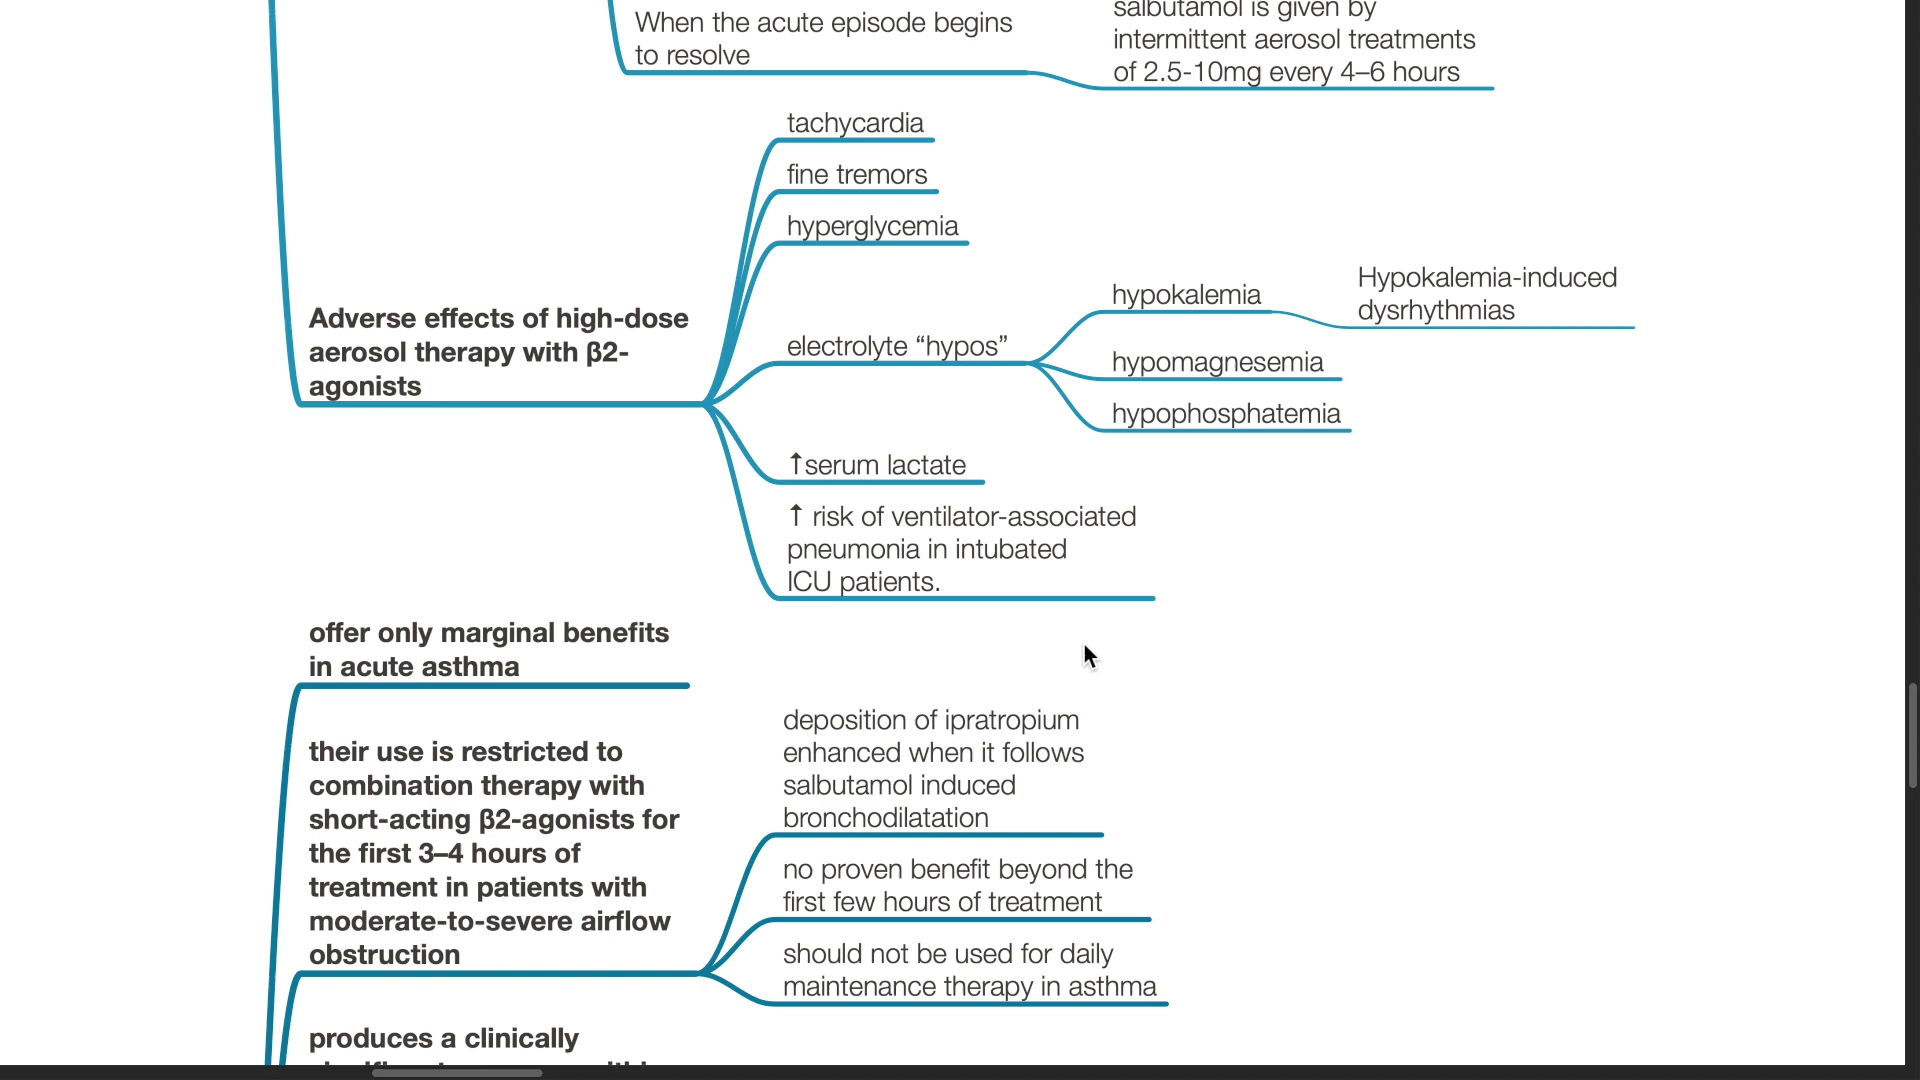 When the acute episode begins
to resolve
salbutamol is given by
intermittent aerosol treatments
of 2.5-10mg every 4–6 hours
Adverse effects of high-dose
aerosol therapy with β2-
agonists
tachycardia
fine tremors
hyperglycemia
electrolyte “hypos”
hypokalemia
Hypokalemia-induced
dysrhythmias
hypomagnesemia
hypophosphatemia
↑serum lactate
↑ risk of ventilator-associated
pneumonia in intubated
ICU patients.
offer only marginal benefits
in acute asthma
their use is restricted to
combination therapy with
short-acting β2-agonists for
the first 3–4 hours of
treatment in patients with
moderate-to-severe airflow
obstruction
deposition of ipratropium
enhanced when it follows
salbutamol induced
bronchodilatation
no proven benefit beyond the
first few hours of treatment
should not be used for daily
maintenance therapy in asthma
produces a clinically